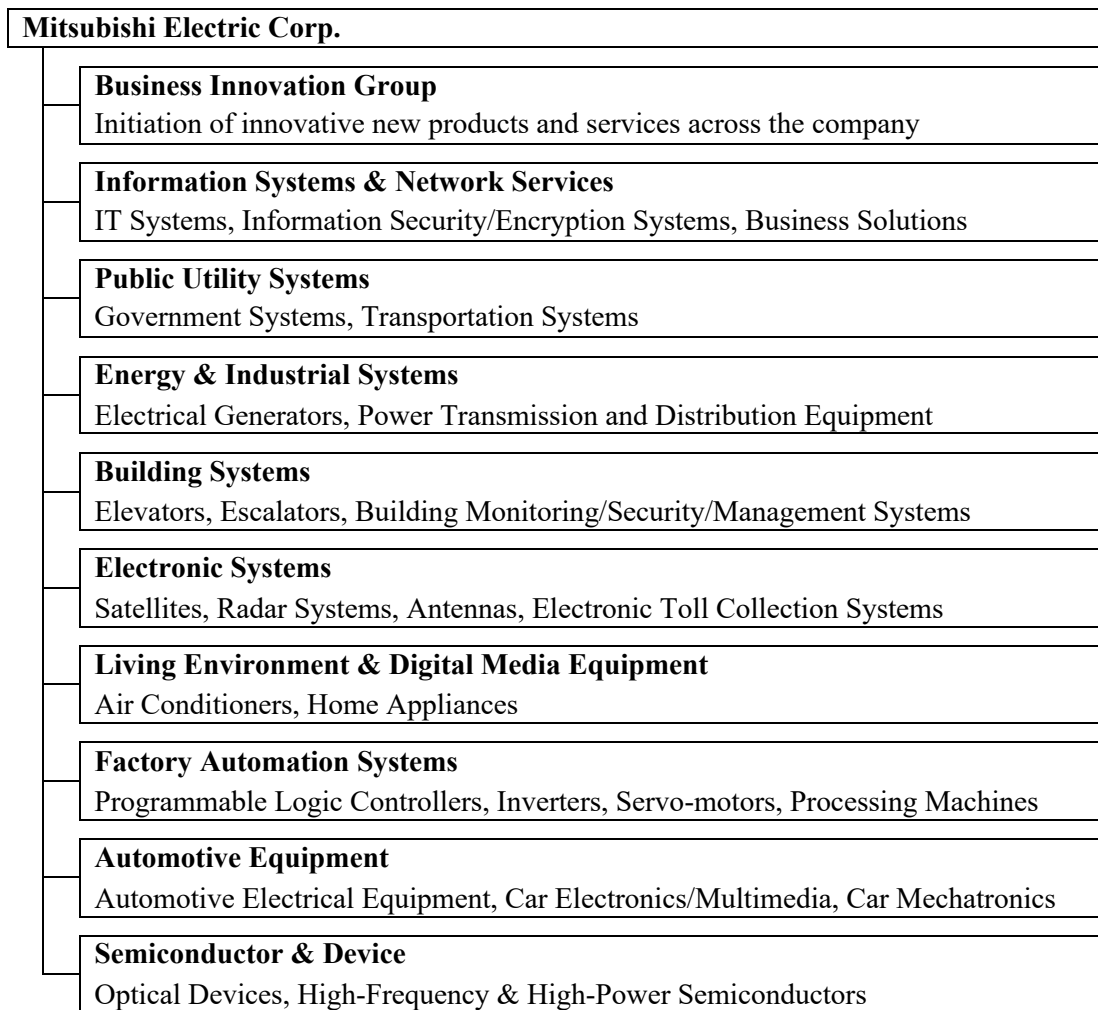 Mitsubishi Electric Corp.
Business Innovation Group
Initiation of innovative new products and services across the company
Information Systems & Network Services
IT Systems, Information Security/Encryption Systems, Business Solutions
Public Utility Systems
Government Systems, Transportation Systems
Energy & Industrial Systems
Electrical Generators, Power Transmission and Distribution Equipment
Building Systems
Elevators, Escalators, Building Monitoring/Security/Management Systems
Electronic Systems
Satellites, Radar Systems, Antennas, Electronic Toll Collection Systems
Living Environment & Digital Media Equipment
Air Conditioners, Home Appliances
Factory Automation Systems
Programmable Logic Controllers, Inverters, Servo-motors, Processing Machines
Automotive Equipment
Automotive Electrical Equipment, Car Electronics/Multimedia, Car Mechatronics
Semiconductor & Device
Optical Devices, High-Frequency & High-Power Semiconductors